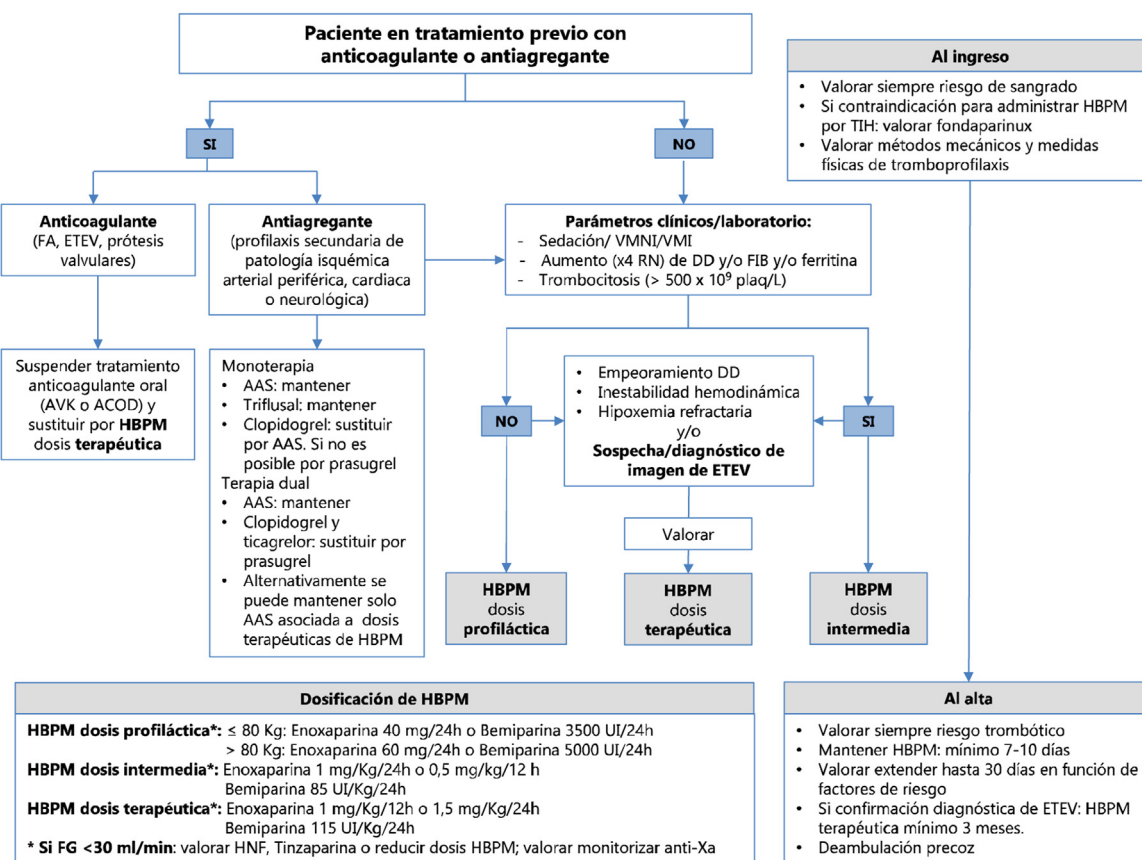 Paciente en tratamiento previo con
anticoagulante o antiagregante
Al ingreso
• Valorar siempre riesgo de sangrado
• Si contraindicación para administrar HBPM
por TIH: valorar fondaparinux
• Valorar métodos mecánicos y medidas
físicas de tromboprofilaxis
SI
NO
Anticoagulante
(FA, ETEV, prótesis
valvulares)
Antiagregante
(profilaxis secundaria de
patología isquémica
arterial periférica, cardiaca
o neurológica)
Parámetros clínicos/laboratorio:
- Sedación/ VMNI/VMI
- Aumento (x4 RN) de DD y/o FIB y/o ferritina
- Trombocitosis (> 500 x 10⁹ plaq/L)
Suspender tratamiento
anticoagulante oral
(AVK o ACOD) y
sustituir por HBPM
dosis terapéutica
Monoterapia
• AAS: mantener
• Triflusal: mantener
• Clopidogrel: sustituir
por AAS. Si no es
posible por prasugrel
Terapia dual
• AAS: mantener
• Clopidogrel y
ticagrelor: sustituir por
prasugrel
• Alternativamente se
puede mantener solo
AAS asociada a dosis
terapéuticas de HBPM
NO
• Empeoramiento DD
• Inestabilidad hemodinámica
• Hipoxemia refractaria
y/o
Sospecha/diagnóstico de
imagen de ETEV
SI
Valorar
HBPM
dosis
profiláctica
HBPM
dosis
terapéutica
HBPM
dosis
intermedia
Dosificación de HBPM
HBPM dosis profiláctica*: ≤ 80 Kg: Enoxaparina 40 mg/24h o Bemiparina 3500 UI/24h
> 80 Kg: Enoxaparina 60 mg/24h o Bemiparina 5000 UI/24h
HBPM dosis intermedia*: Enoxaparina 1 mg/Kg/24h o 0,5 mg/kg/12 h
Bemiparina 85 UI/Kg/24h
HBPM dosis terapéutica*: Enoxaparina 1 mg/Kg/12h o 1,5 mg/Kg/24h
Bemiparina 115 UI/Kg/24h
* Si FG <30 ml/min: valorar HNF, Tinzaparina o reducir dosis HBPM; valorar monitorizar anti-Xa
Al alta
• Valorar siempre riesgo trombótico
• Mantener HBPM: mínimo 7-10 días
• Valorar extender hasta 30 días en función de
factores de riesgo
• Si confirmación diagnóstica de ETEV: HBPM
terapéutica mínimo 3 meses.
• Deambulación precoz